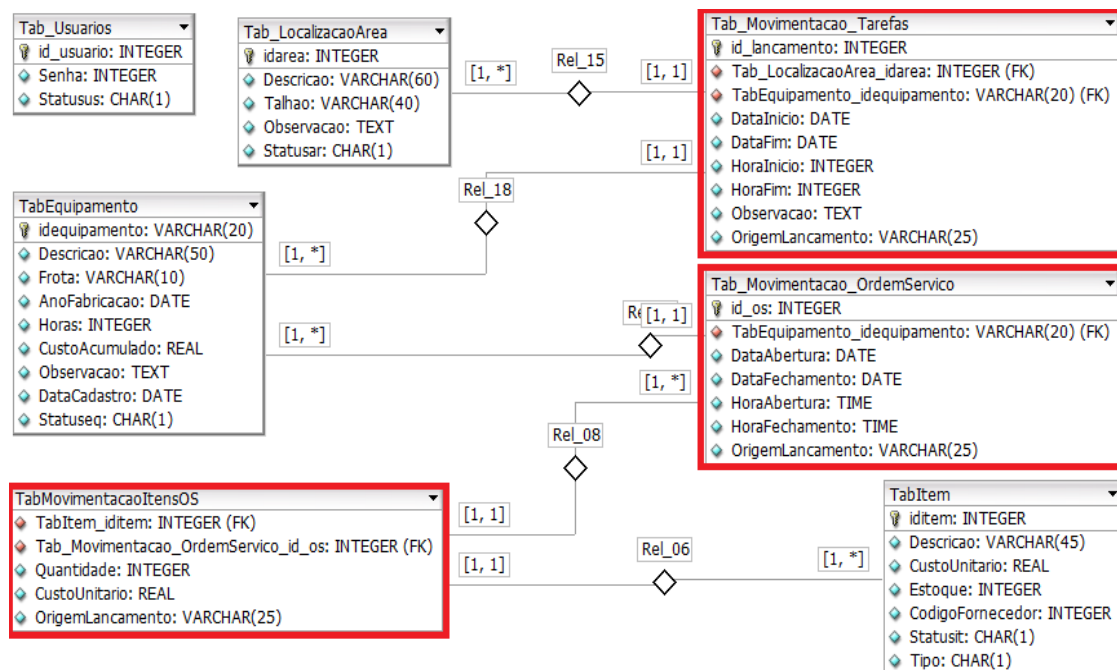 Tab_Usuarios
id_usuario: INTEGER
Senha: INTEGER
Statusus: CHAR(1)
Tab_LocalizacaoArea
idarea: INTEGER
Descricao: VARCHAR(60)
Talhao: VARCHAR(40)
Observacao: TEXT
Statusar: CHAR(1)
[1, *]
Rel_15
[1, 1]
Tab_Movimentacao_Tarefas
id_lancamento: INTEGER
Tab_LocalizacaoArea_idarea: INTEGER (FK)
TabEquipamento_idequipamento: VARCHAR(20) (FK)
DataInicio: DATE
DataFim: DATE
HoraInicio: INTEGER
HoraFim: INTEGER
Observacao: TEXT
OrigemLancamento: VARCHAR(25)
[1, 1]
Rel_18
[1, *]
TabEquipamento
idequipamento: VARCHAR(20)
Descricao: VARCHAR(50)
Frota: VARCHAR(10)
AnoFabricacao: DATE
Horas: INTEGER
CustoAcumulado: REAL
Observacao: TEXT
DataCadastro: DATE
Statuseq: CHAR(1)
[1, *]
[1, 1]
Tab_Movimentacao_OrdemServico
id_os: INTEGER
TabEquipamento_idequipamento: VARCHAR(20) (FK)
DataAbertura: DATE
DataFechamento: DATE
HoraAbertura: TIME
HoraFechamento: TIME
OrigemLancamento: VARCHAR(25)
[1, *]
Rel_08
[1, 1]
TabMovimentacaoItensOS
TabItem_iditem: INTEGER (FK)
Tab_Movimentacao_OrdemServico_id_os: INTEGER (FK)
Quantidade: INTEGER
CustoUnitario: REAL
OrigemLancamento: VARCHAR(25)
[1, 1]
Rel_06
[1, *]
TabItem
iditem: INTEGER
Descricao: VARCHAR(45)
CustoUnitario: REAL
Estoque: INTEGER
CodigoFornecedor: INTEGER
Statusit: CHAR(1)
Tipo: CHAR(1)